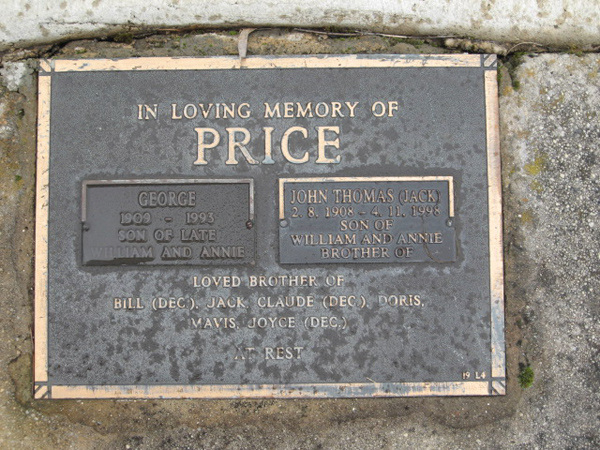 IN LOVING MEMORY OF
PRICE
GEORGE
1909 - 1993
SON OF LATE
WILLIAM AND ANNIE
JOHN THOMAS (JACK)
2. 8. 1908 - 4. 11. 1998
SON OF
WILLIAM AND ANNIE
BROTHER OF
LOVED BROTHER OF
BILL (DEC.), JACK, CLAUDE (DEC.), DORIS,
MAVIS, JOYCE (DEC.)
AT REST
19 L4